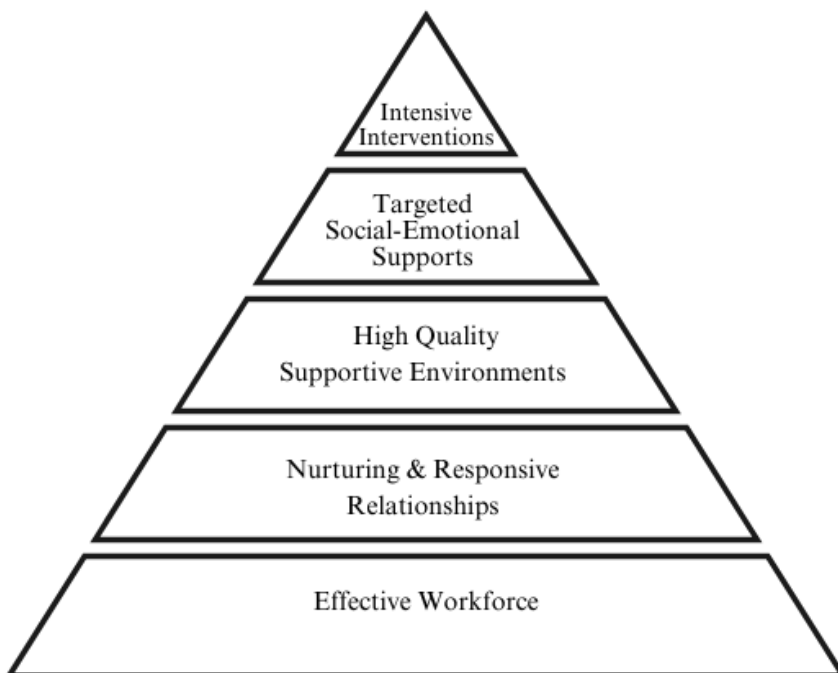 Intensive
Interventions
Targeted
Social-Emotional
Supports
High Quality
Supportive Environments
Nurturing & Responsive
Relationships
Effective Workforce